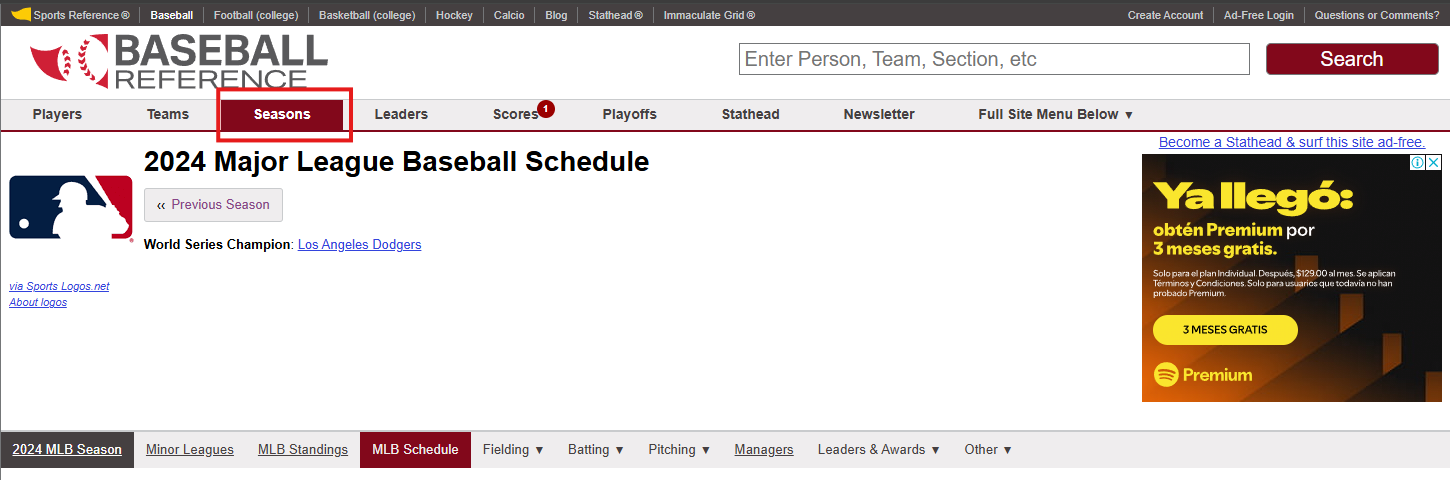 Sports Reference ® Baseball Football (college) Basketball (college) Hockey Calcio Blog Stathead ® Immaculate Grid ® Create Account Ad-Free Login Questions or Comments?
BASEBALL
REFERENCE
Enter Person, Team, Section, etc Search
Players Teams Seasons Leaders Scores 1 Playoffs Stathead Newsletter Full Site Menu Below ▼
Become a Stathead & surf this site ad-free.
2024 Major League Baseball Schedule
‹‹ Previous Season
World Series Champion: Los Angeles Dodgers
via Sports Logos.net
About logos
Ya llegó:
obtén Premium por
3 meses gratis.
Solo para el plan Individual. Después, $129.00 al mes. Se aplican
Términos y Condiciones. Solo para usuarios que todavía no han
probado Premium.
3 MESES GRATIS
Premium
2024 MLB Season Minor Leagues MLB Standings MLB Schedule Fielding ▼ Batting ▼ Pitching ▼ Managers Leaders & Awards ▼ Other ▼